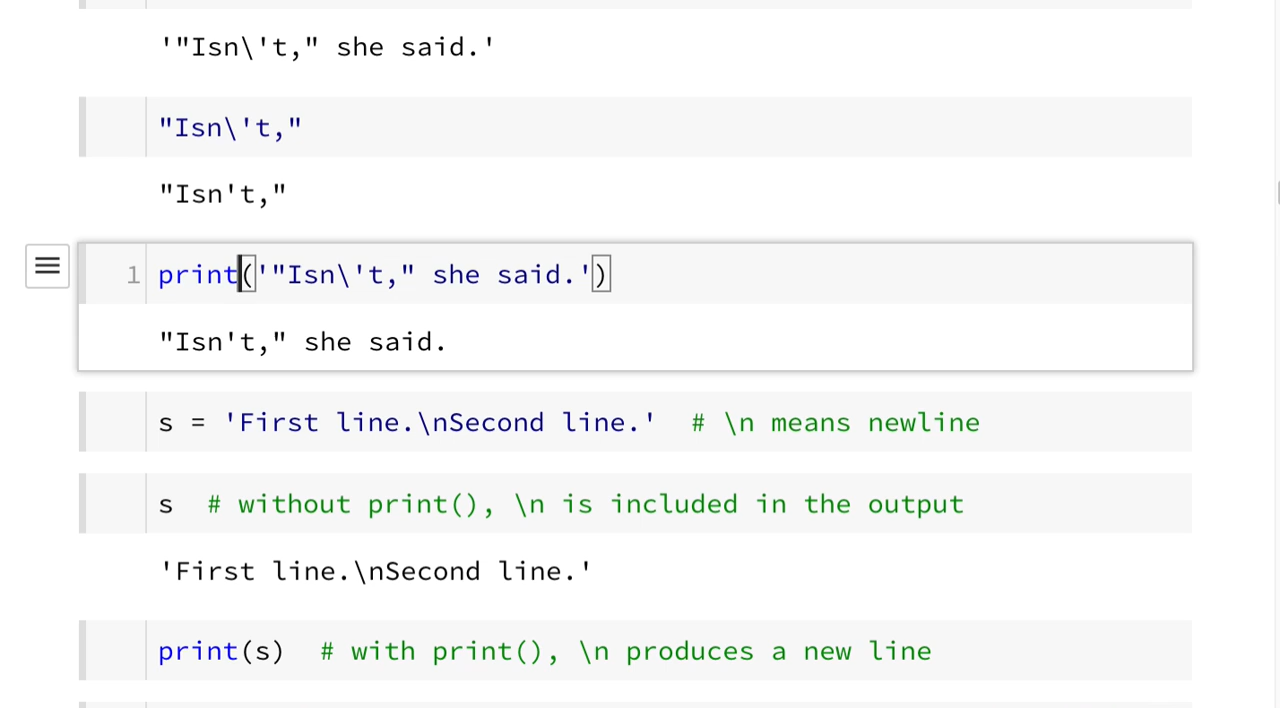 '"Isn\'t," she said.'
"Isn\'t,"
"Isn't,"
1 print('"Isn\'t," she said.')
"Isn't," she said.
s = 'First line.\nSecond line.'  # \n means newline
s  # without print(), \n is included in the output
'First line.\nSecond line.'
print(s)  # with print(), \n produces a new line